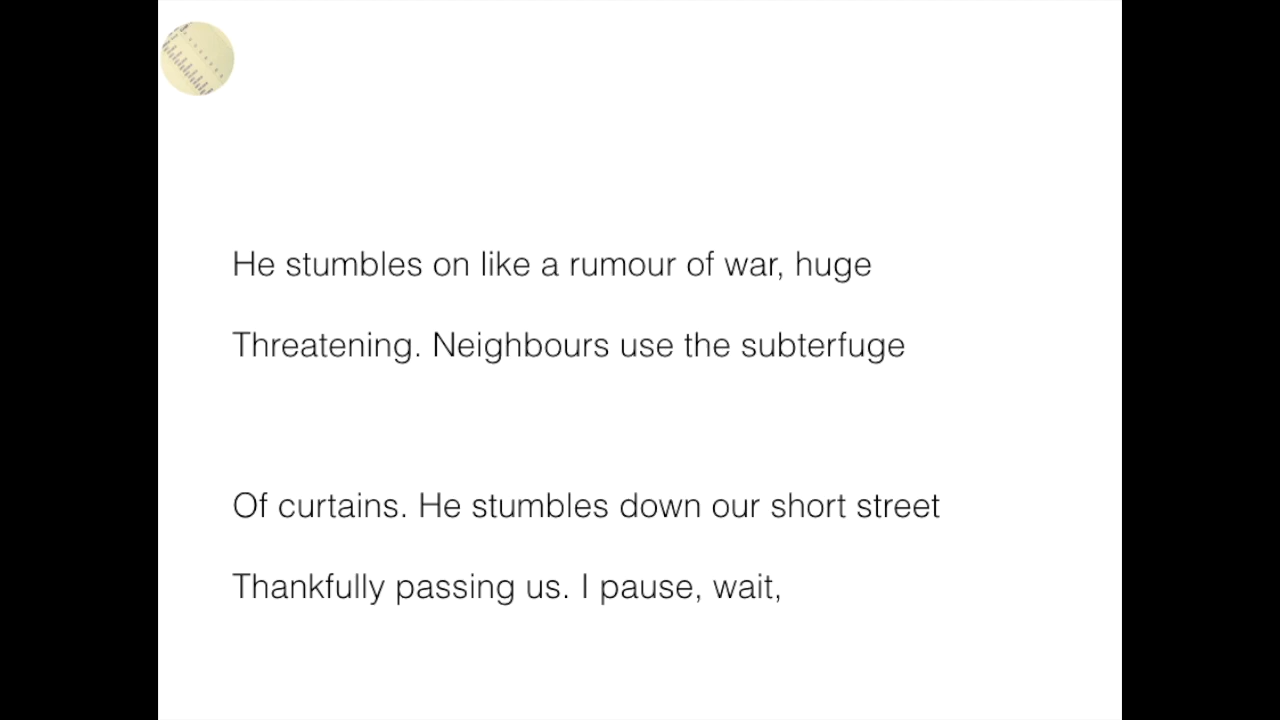 He stumbles on like a rumour of war, huge
Threatening. Neighbours use the subterfuge
Of curtains. He stumbles down our short street
Thankfully passing us. I pause, wait,